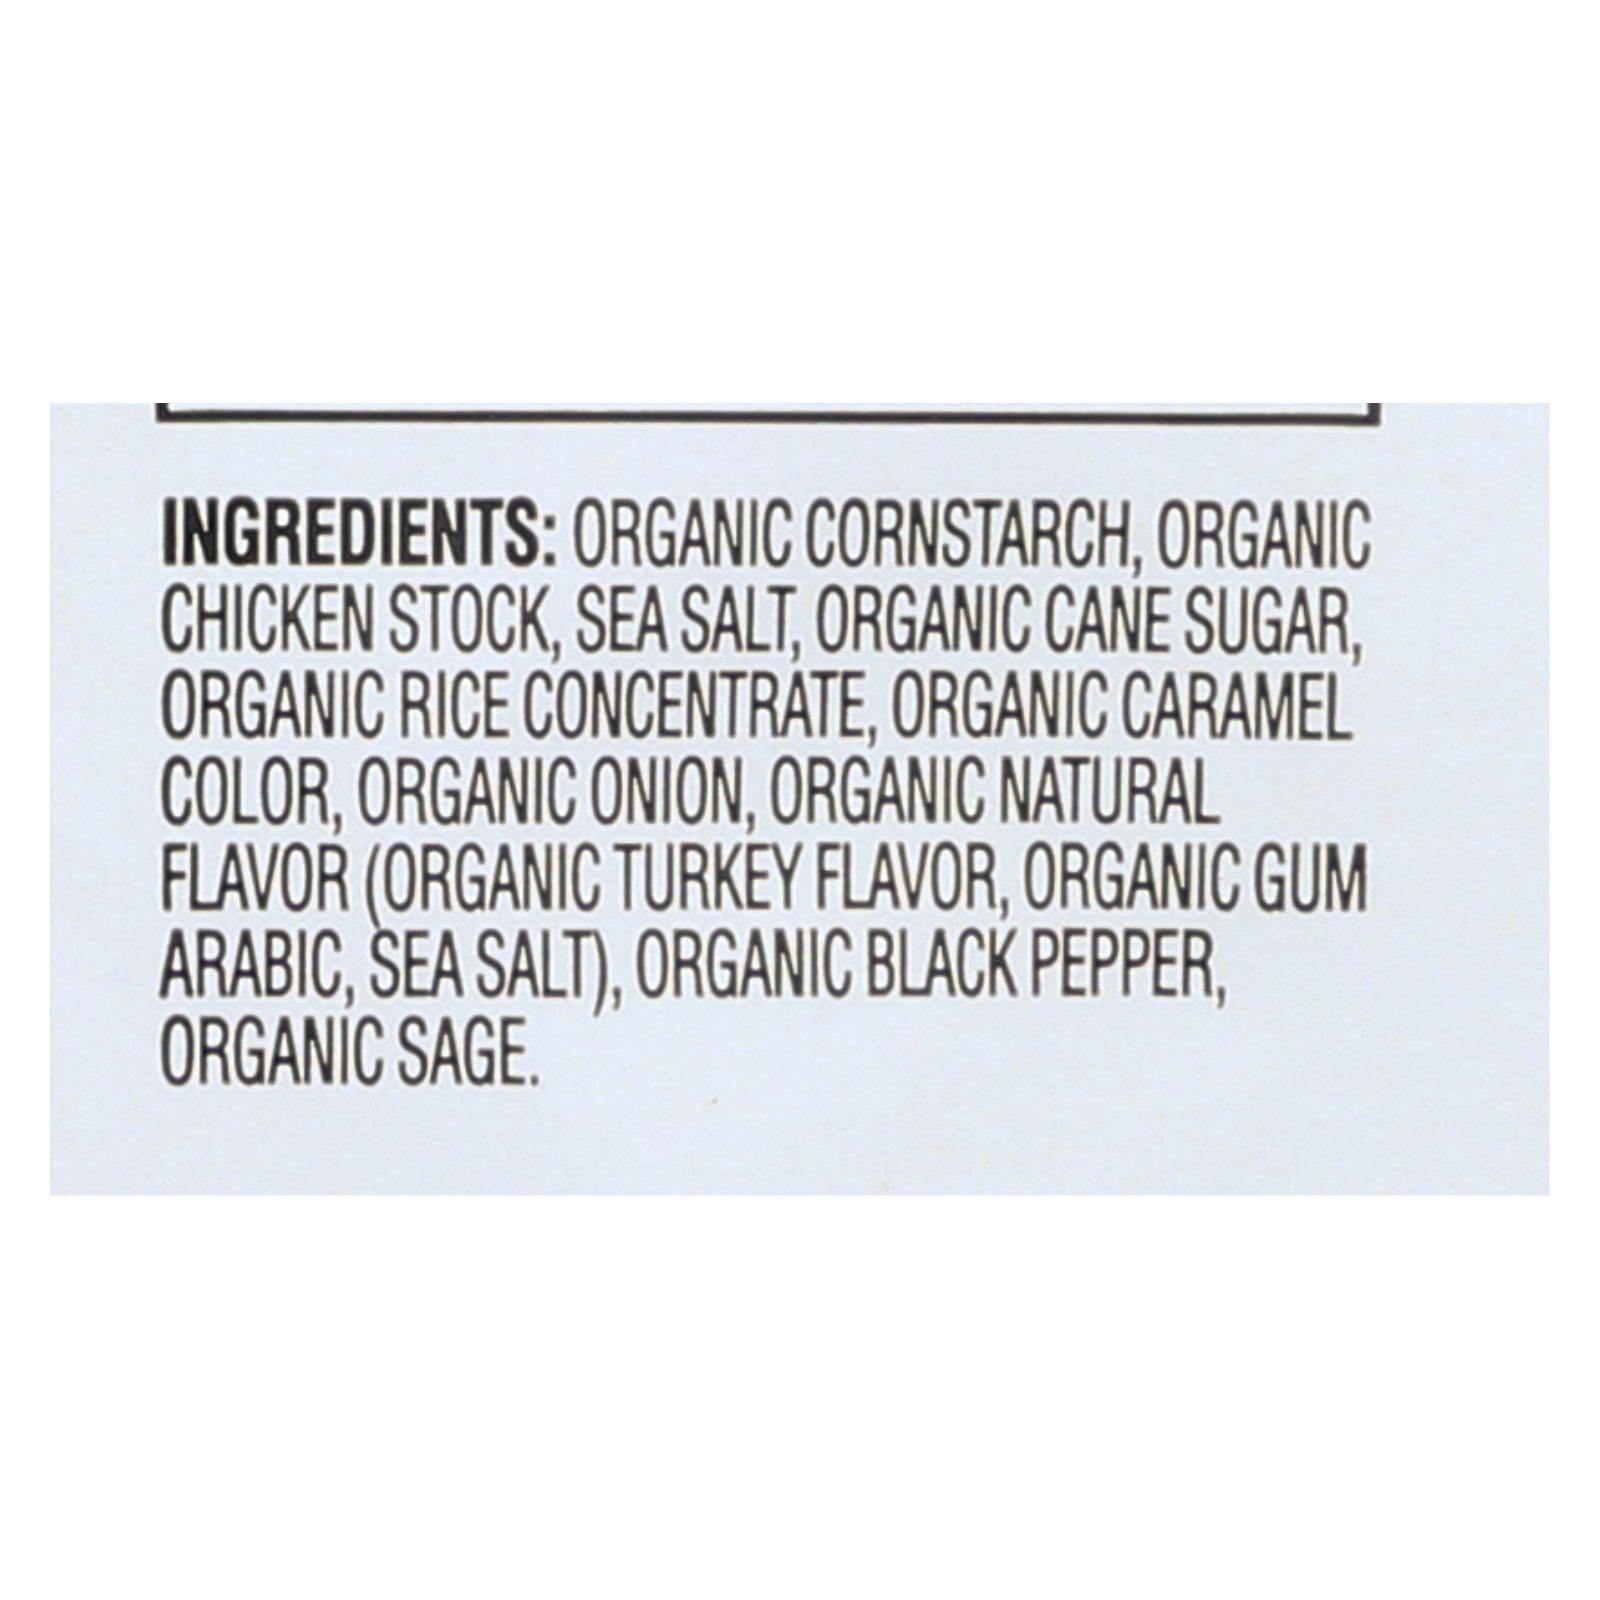 INGREDIENTS: ORGANIC CORNSTARCH, ORGANIC
CHICKEN STOCK, SEA SALT, ORGANIC CANE SUGAR,
ORGANIC RICE CONCENTRATE, ORGANIC CARAMEL
COLOR, ORGANIC ONION, ORGANIC NATURAL
FLAVOR (ORGANIC TURKEY FLAVOR, ORGANIC GUM
ARABIC, SEA SALT), ORGANIC BLACK PEPPER,
ORGANIC SAGE.